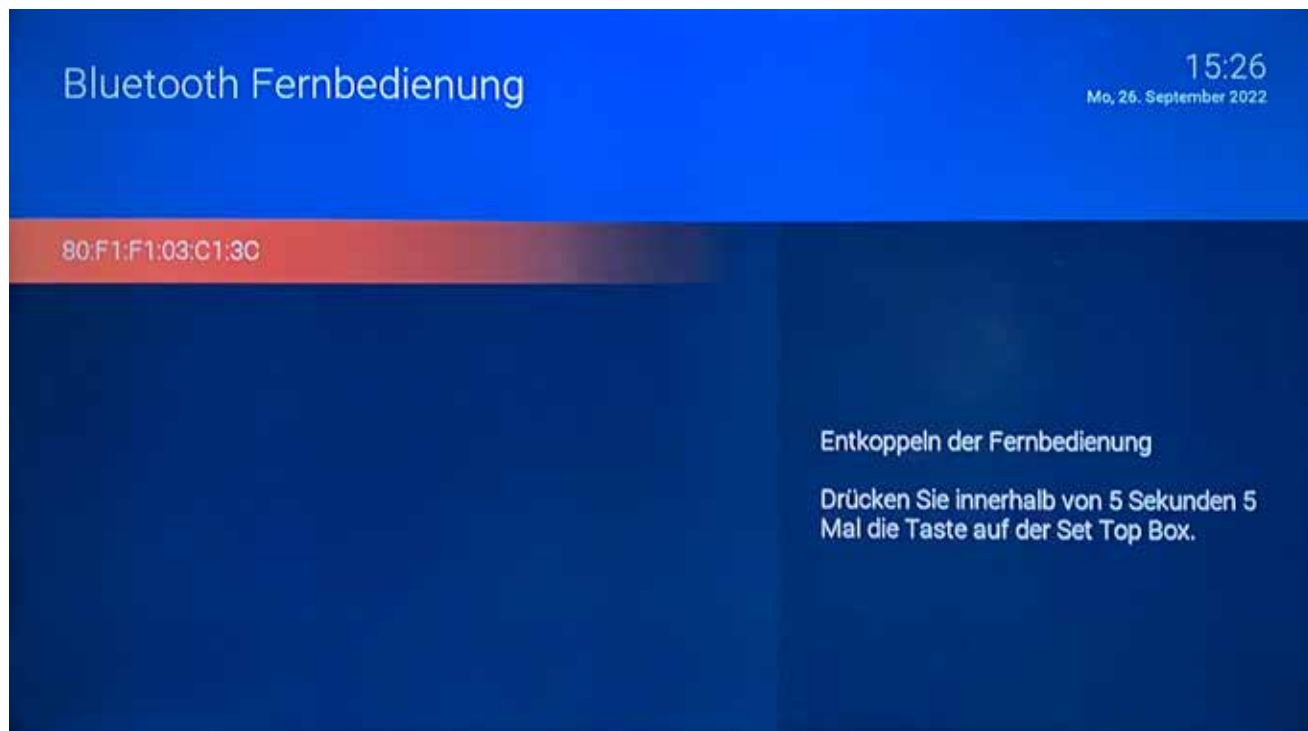 Bluetooth Fernbedienung
15:26
Mo, 26. September 2022
80:F1:F1:03:C1:3C
Entkoppeln der Fernbedienung
Drücken Sie innerhalb von 5 Sekunden 5
Mal die Taste auf der Set Top Box.